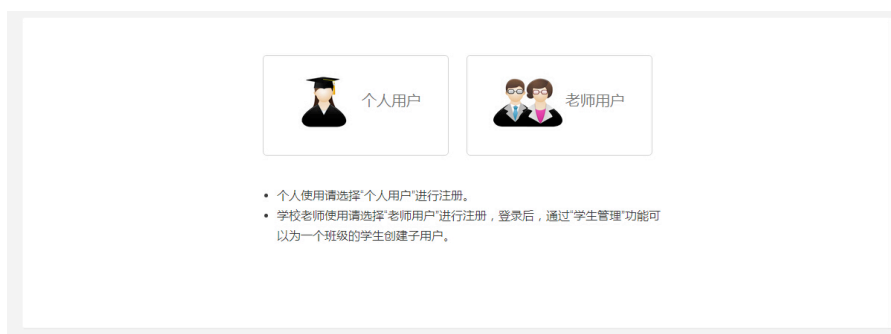 个人用户
老师用户
个人使用请选择“个人用户”进行注册。
学校老师使用请选择“老师用户”进行注册，登录后，通过“学生管理”功能可
以为一个班级的学生创建子用户。